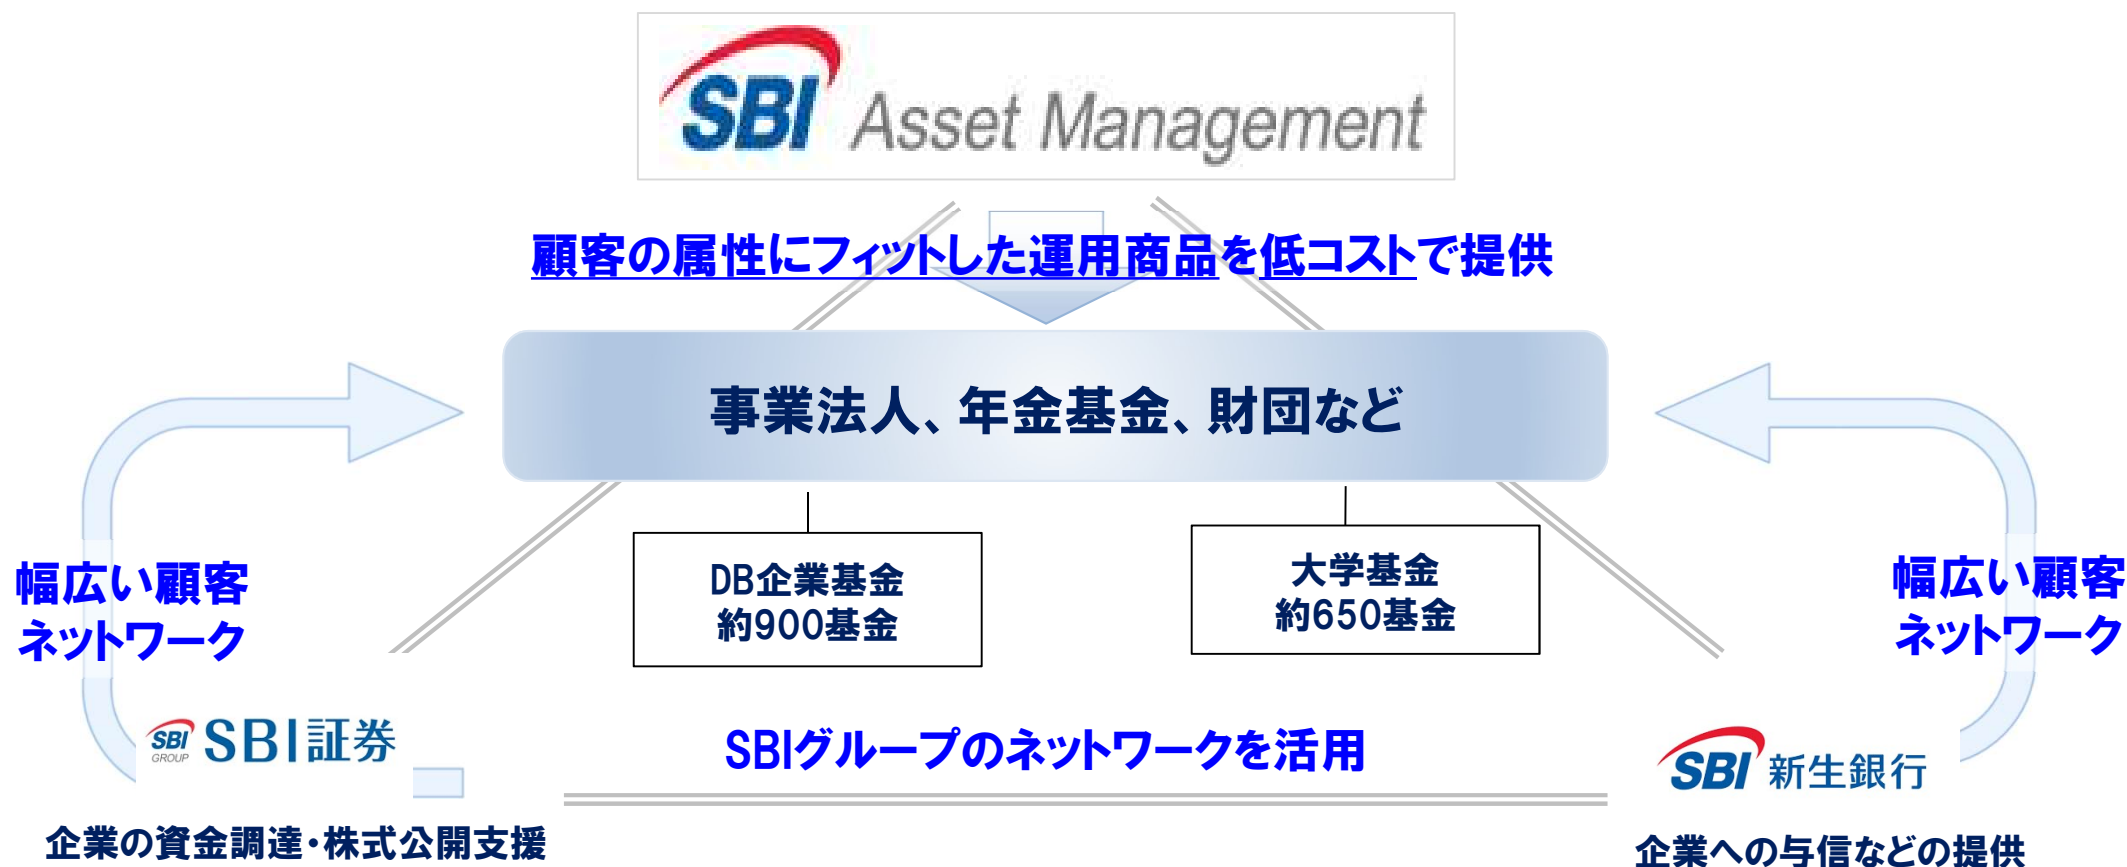 SBI Asset Management
顧客の属性にフィットした運用商品を低コストで提供
事業法人、年金基金、財団など
DB企業基金
約900基金
大学基金
約650基金
幅広い顧客
ネットワーク
幅広い顧客
ネットワーク
SBI GROUP SBI証券
SBIグループのネットワークを活用
SBI 新生銀行
企業の資金調達・株式公開支援
企業への与信などの提供